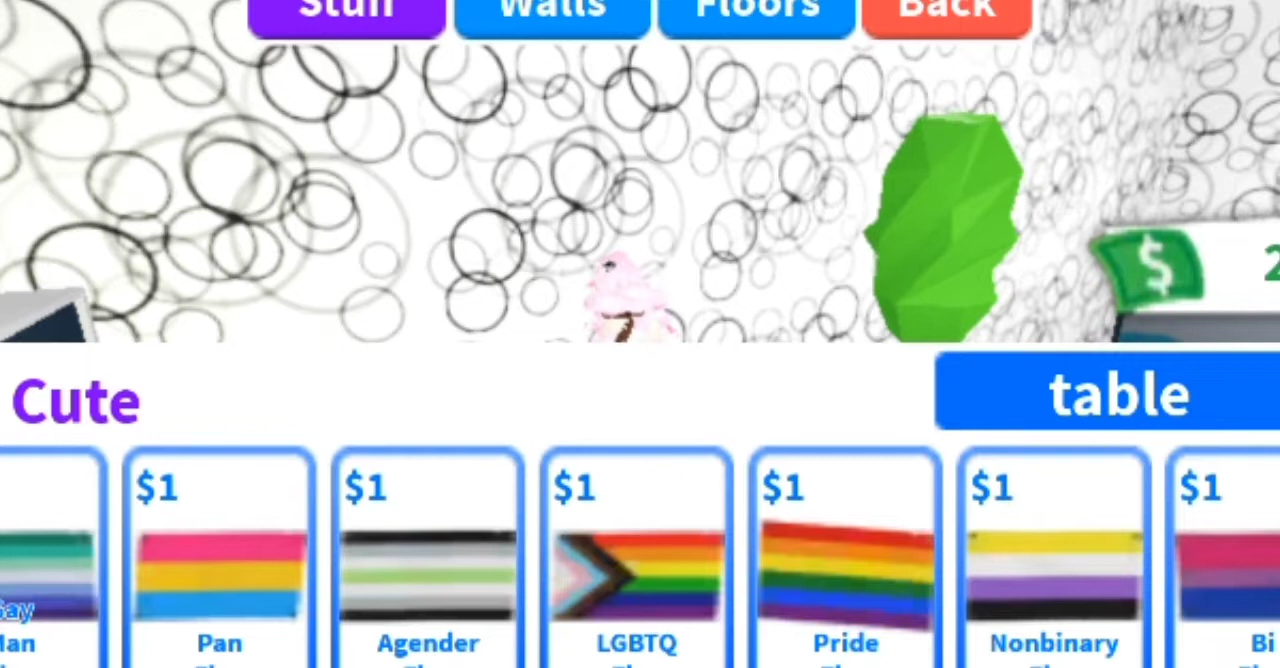 Stuff
Walls
Floors
Back
$
2
Cute
table
$1
$1
$1
$1
$1
$1
Gay
Man
Pan
Agender
LGBTQ
Pride
Nonbinary
Bi